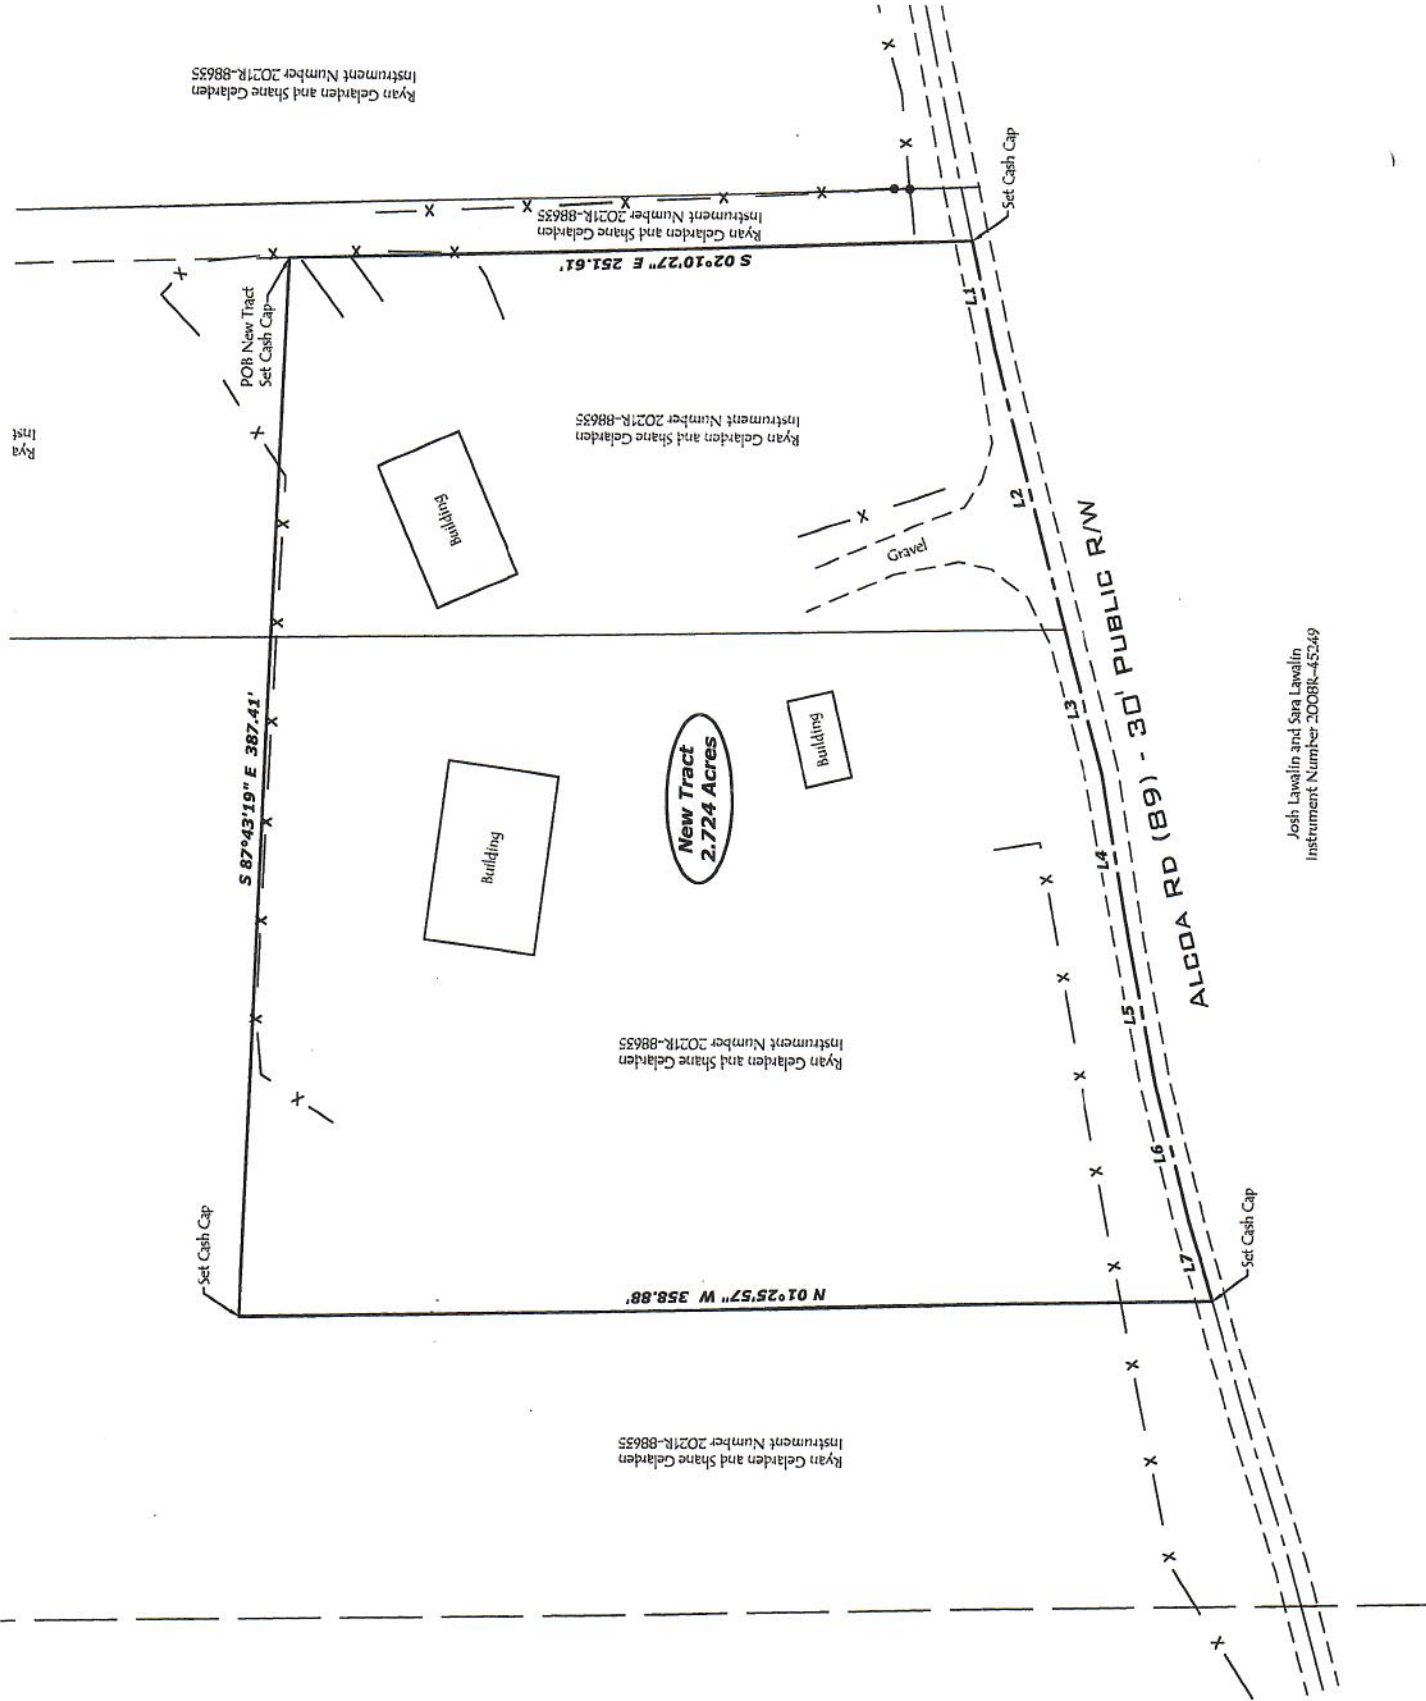 Ryan Gelarden and Shane Gelarden
Instrument Number 2021R-88635
Ryan Gelarden and Shane Gelarden
Instrument Number 2021R-88635
Set Cash Cap
S 02°10'27" E 251.61'
POB New Tract
Set Cash Cap
L1
Rya
Inst
Ryan Gelarden and Shane Gelarden
Instrument Number 2021R-88635
Building
L2
Gravel
ALCOA RD (89) - 30' PUBLIC R/W
S 87°43'19" E 387.41'
L3
Building
New Tract
2.724 Acres
Building
L4
Josh Lawalin and Sara Lawalin
Instrument Number 2008R-45249
L5
Ryan Gelarden and Shane Gelarden
Instrument Number 2021R-88635
L6
Set Cash Cap
L7
Set Cash Cap
N 01°25'57" W 358.88'
Ryan Gelarden and Shane Gelarden
Instrument Number 2021R-88635